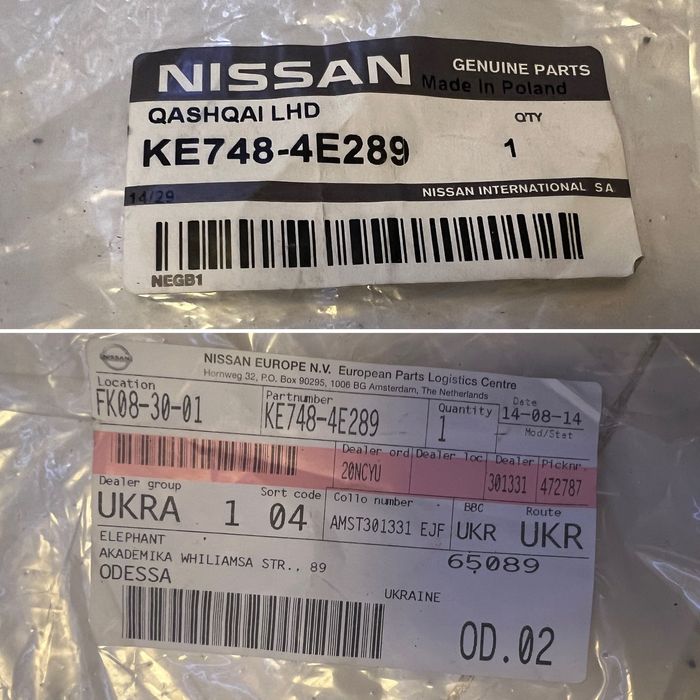 NISSAN GENUINE PARTS
Made In Poland
QASHQAI LHD QTY
KE748-4E289 1
14/29 NISSAN INTERNATIONAL SA
NEGB1
NISSAN
NISSAN EUROPE N.V. European Parts Logistics Centre
Hornweg 32, P.O. Box 90295, 1006 BG Amsterdam, The Netherlands
Location Partnumber Quantity Date
FK08-30-01 KE748-4E289 1 14-08-14
Mod/Stat
Dealer ord Dealer loc Dealer Picknr
20NCYU 301331 472787
Dealer group Sort code Collo number BBC Route
UKRA 1 04 AMST301331 EJF UKR UKR
ELEPHANT
AKADEMIKA WHILIAMSA STR., 89 65089
ODESSA
UKRAINE
OD.02